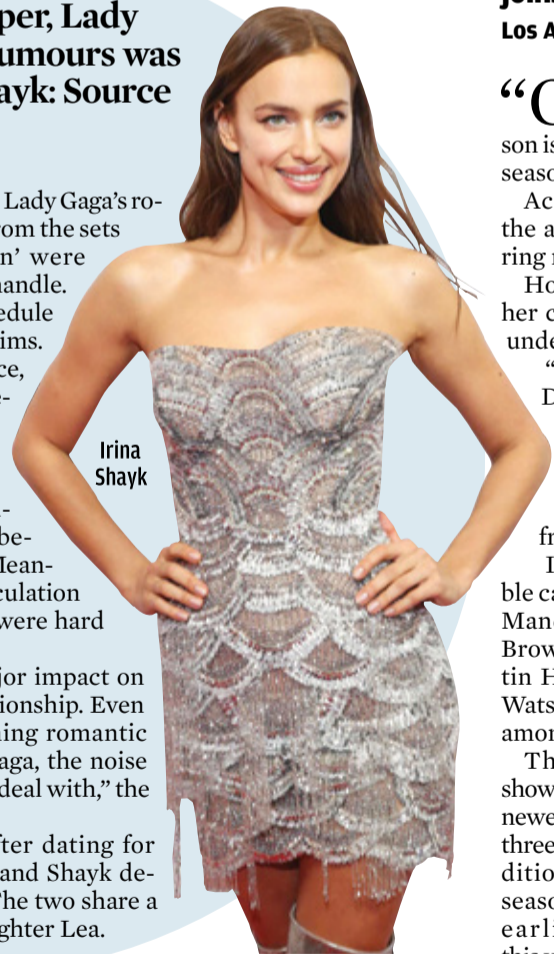 per, Lady
umours was
ayk: Source
Lady Gaga’s ro-
rom the sets
n’ were
handle.
edule
ims.
ce,
e-
Irina
Shayk
l-
be-
Mean-
culation
were hard
jor impact on
ionship. Even
ning romantic
aga, the noise
deal with,” the
fter dating for
and Shayk de-
The two share a
ghter Lea.
Los A
“C
son is
seaso
Ac
the a
ring r
Ho
her c
unde
“
D
fr
I
ble ca
Mand
Brow
tin H
Wats
amon
Th
show
newe
three
ditio
seaso
earli